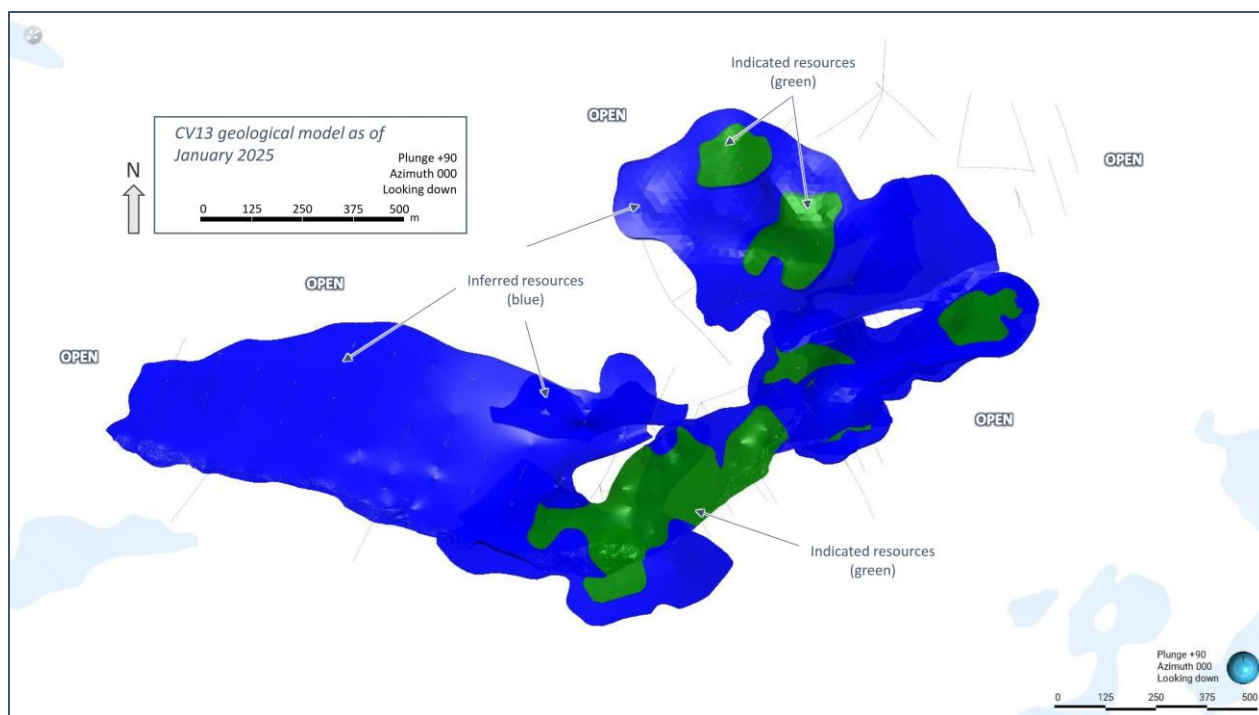 Indicated resources
(green)
OPEN
CV13 geological model as of
January 2025
Plunge +90
Azimuth 000
Looking down
N
0 125 250 375 500
m
OPEN
OPEN
Inferred resources
(blue)
OPEN
OPEN
Indicated resources
(green)
Plunge +90
Azimuth 000
Looking down
0 125 250 375 500